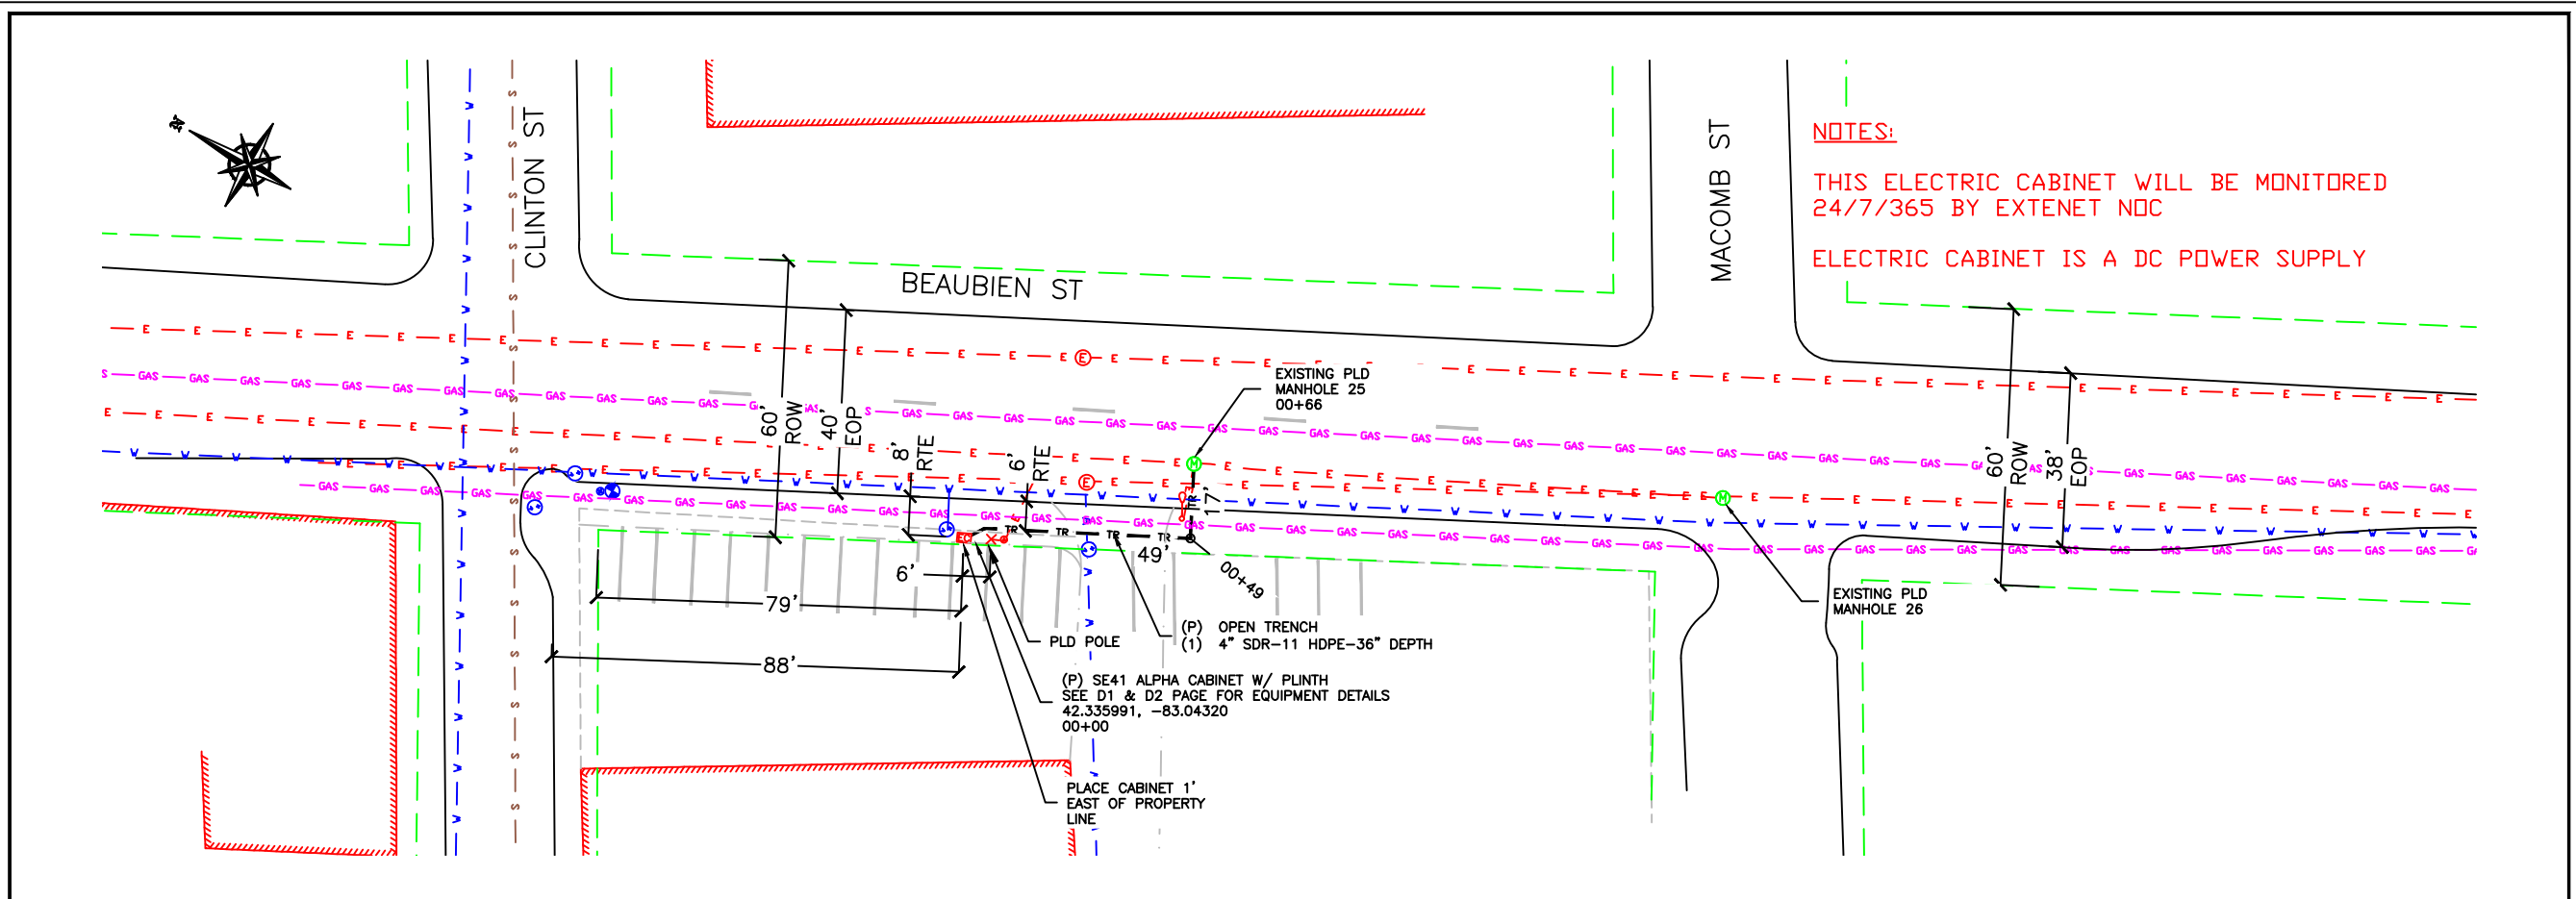 N
CLINTON ST
BEAUBIEN ST
MACOMB ST
NOTES:
THIS ELECTRIC CABINET WILL BE MONITORED
24/7/365 BY EXTENET NOC
ELECTRIC CABINET IS A DC POWER SUPPLY
EXISTING PLD
MANHOLE 25
00+66
60'
ROW
40'
EOP
8'
RTE
6'
RTE
17'
60'
ROW
38'
EOP
49'
00+49
6'
79'
88'
EC
PLD POLE
(P) OPEN TRENCH
(1) 4" SDR-11 HDPE-36" DEPTH
EXISTING PLD
MANHOLE 26
(P) SE41 ALPHA CABINET W/ PLINTH
SEE D1 & D2 PAGE FOR EQUIPMENT DETAILS
42.335991, -83.04320
00+00
PLACE CABINET 1'
EAST OF PROPERTY
LINE